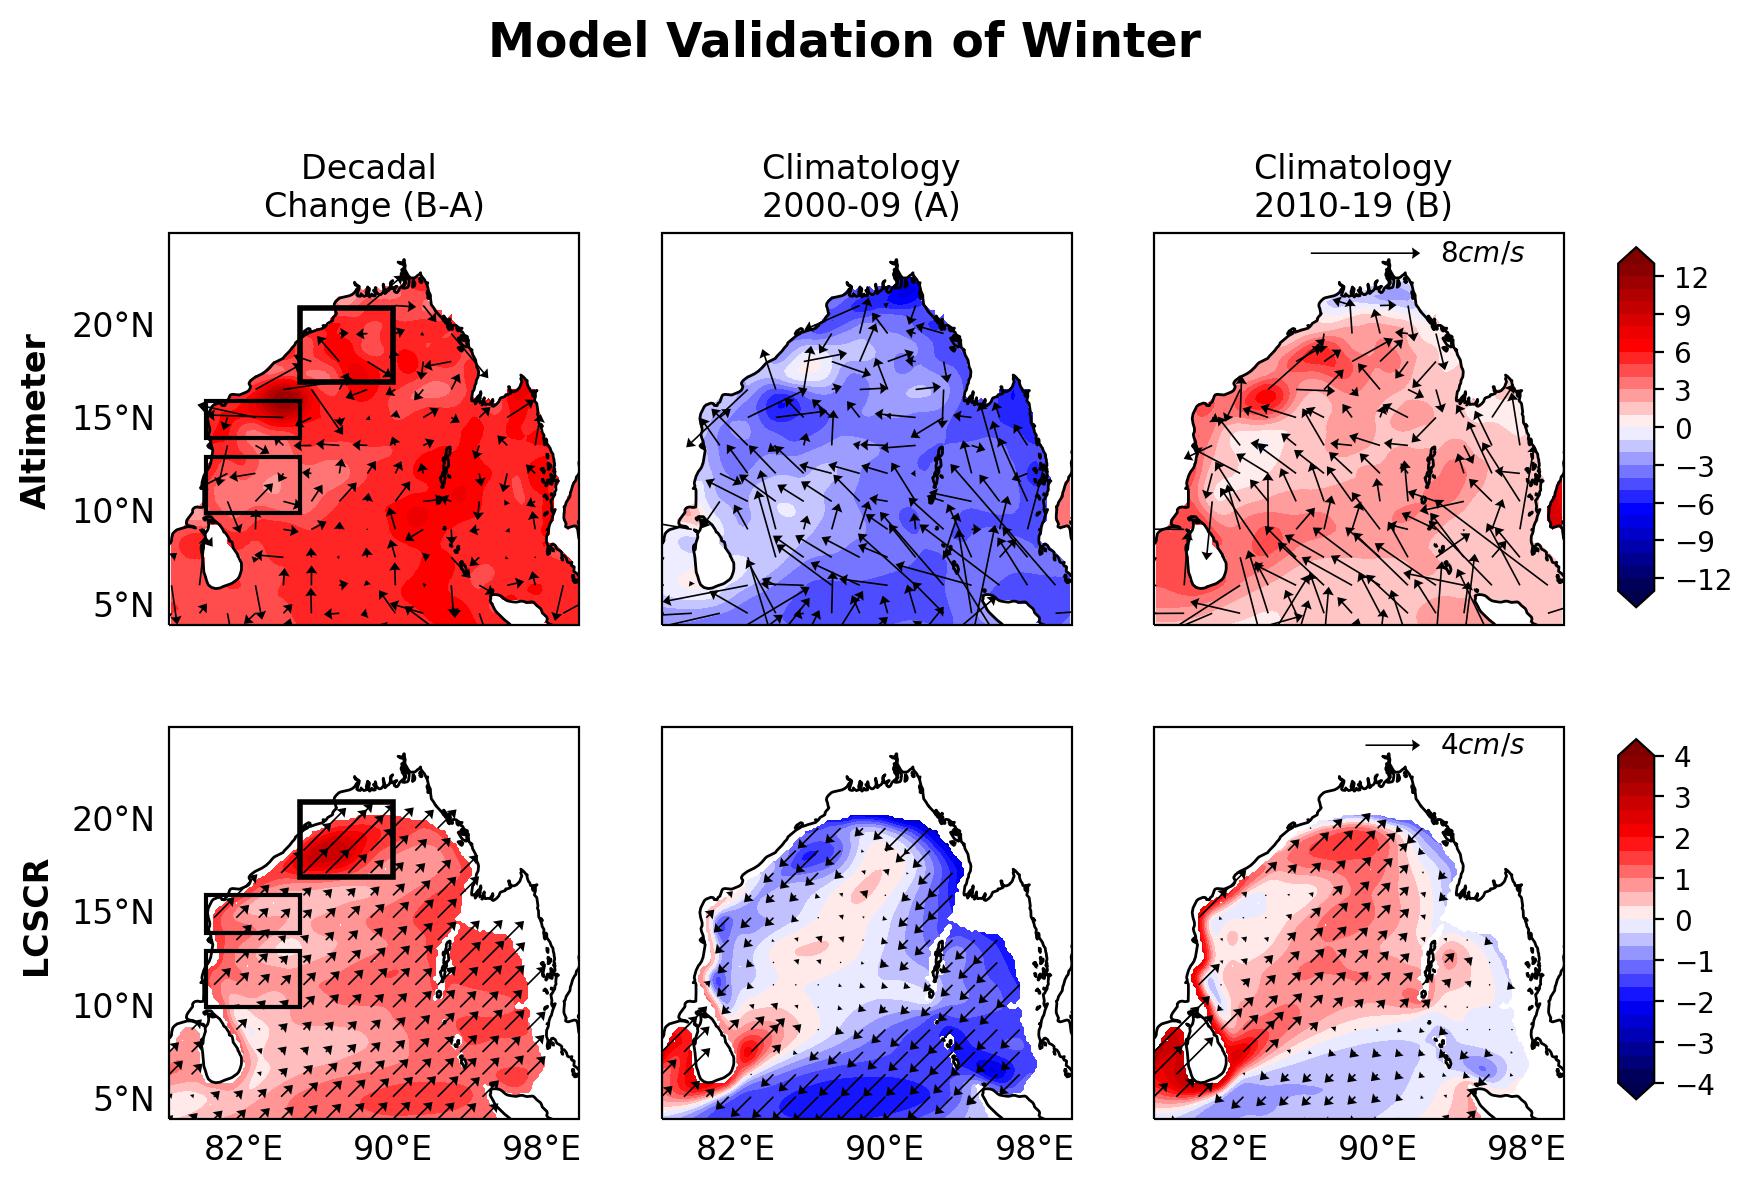 Model Validation of Winter
Decadal
Change (B-A)
Climatology
2000-09 (A)
Climatology
2010-19 (B)
Altimeter
20°N
15°N
10°N
5°N
8cm/s
12
9
6
3
0
−3
−6
−9
−12
LCSCR
20°N
15°N
10°N
5°N
4cm/s
4
3
2
1
0
−1
−2
−3
−4
82°E
90°E
98°E
82°E
90°E
98°E
82°E
90°E
98°E